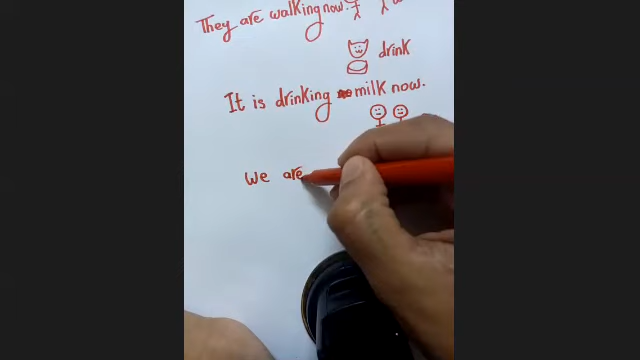 They are walking now.
drink
It is drinking milk now.
We are